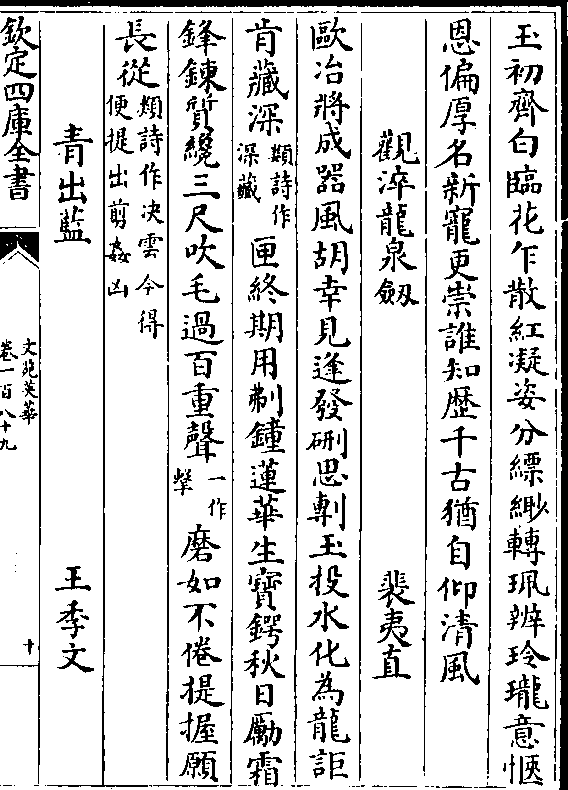 玉初齊白臨花乍散紅凝姿分縹緲轉珮辨玲瓏意愜
恩偏厚名新寵更崇誰知歴千古猶自仰清風
觀淬龍泉劔 裴夷直
歐冶將成器風胡幸見逢發硎思剸玉投水化為龍詎
肯藏深類詩作深藏匣終期用剸鐘蓮華生寶鍔秋日勵霜
鋒鍊質纔三尺吹毛過百重聲一作擊磨如不倦提握願
長從類詩作決雲今得便提出剪姦凶
青出藍 王季文
欽定四庫全書 文苑英華卷一百八十九 十